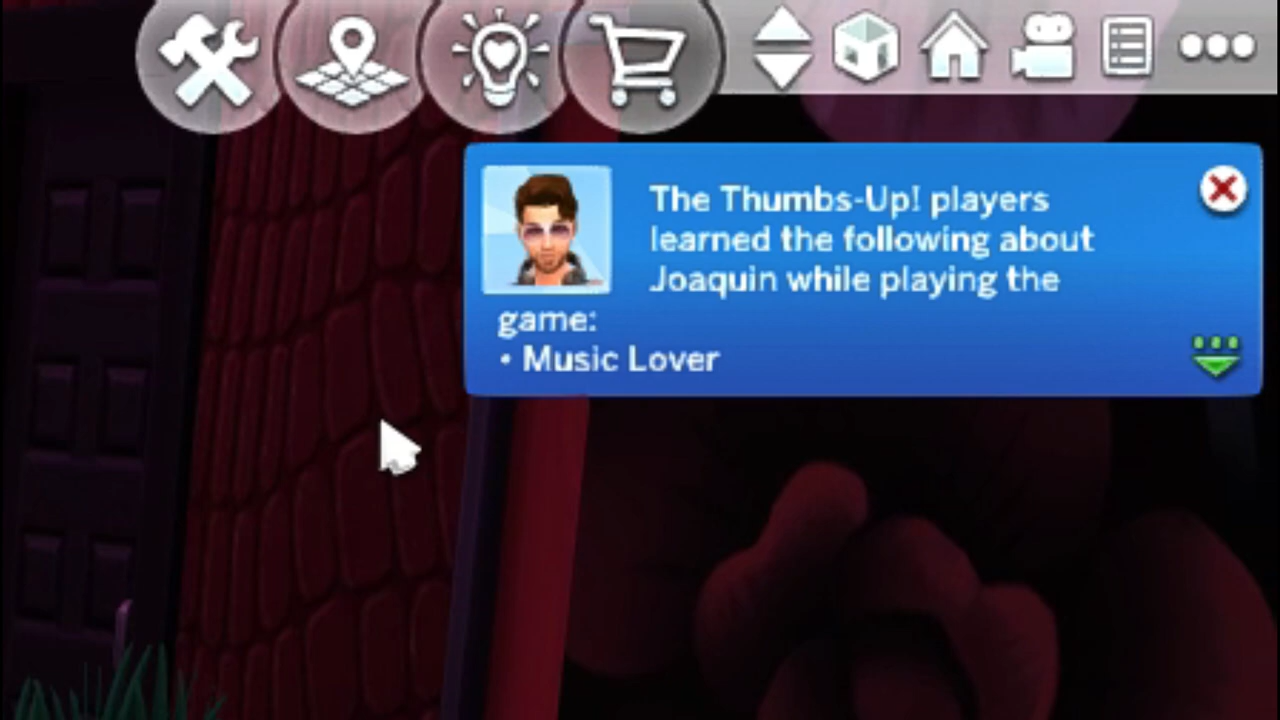 The Thumbs-Up! players
learned the following about
Joaquin while playing the
game:
• Music Lover